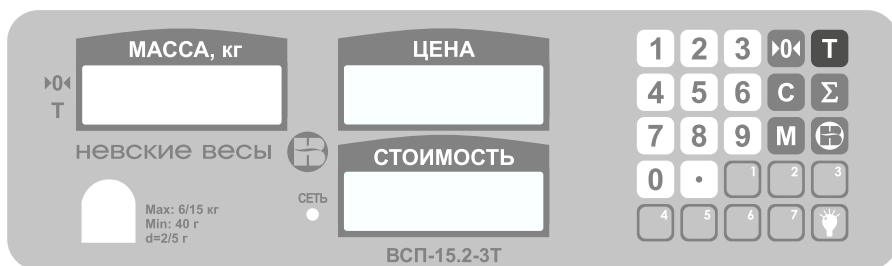 МАССА, кг
ЦЕНА
0
Т
невские весы
СТОИМОСТЬ
СЕТЬ
Max: 6/15 кг
Min: 40 г
d=2/5 г
ВСП-15.2-3Т
1 2 3 0 Т
4 5 6 C Σ
7 8 9 M
0 · 1 2 3
4 5 6 7